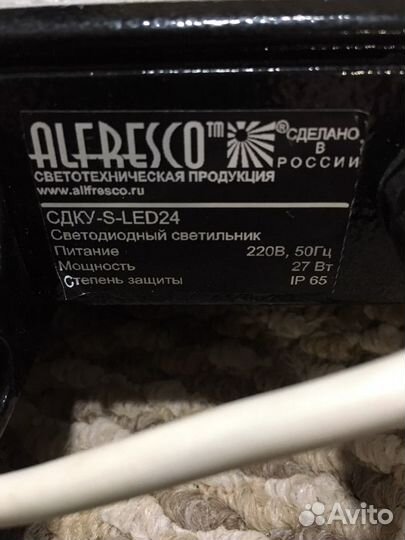 ALFRESCO™ ® СДЕЛАНО
В
РОССИИ
СВЕТОТЕХНИЧЕСКАЯ ПРОДУКЦИЯ
www.allfresco.ru
СДКУ-S-LED24
Светодиодный светильник
Питание 220В, 50Гц
Мощность 27 Вт
Степень защиты IP 65
Avito